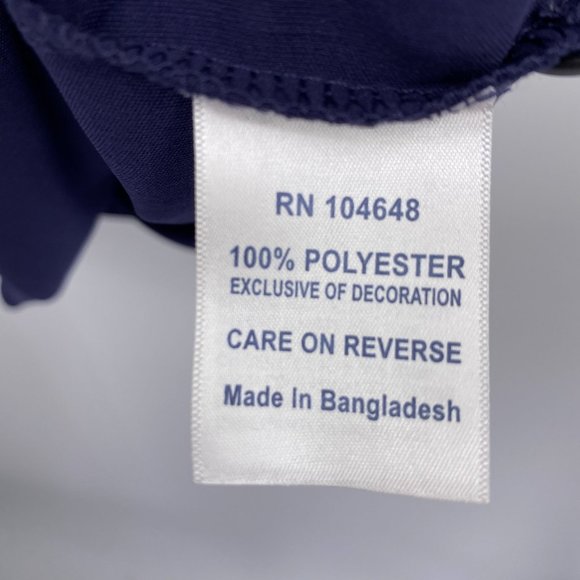 RN 104648
100% POLYESTER
EXCLUSIVE OF DECORATION
CARE ON REVERSE
Made In Bangladesh